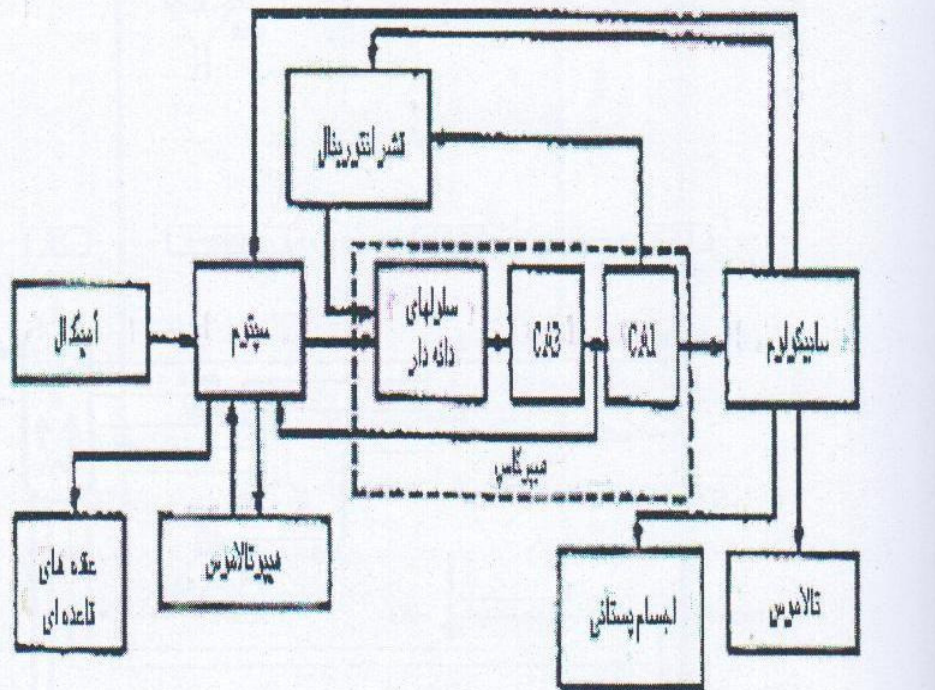 قشر انتورینال
سابیکولوم
CA1
CA3
سلولهای
دانه دار
سپتوم
آمیگدال
هیپوکامپ
تالاموس
اجسام پستانی
هیپوتالاموس
عقده های
قاعده ای